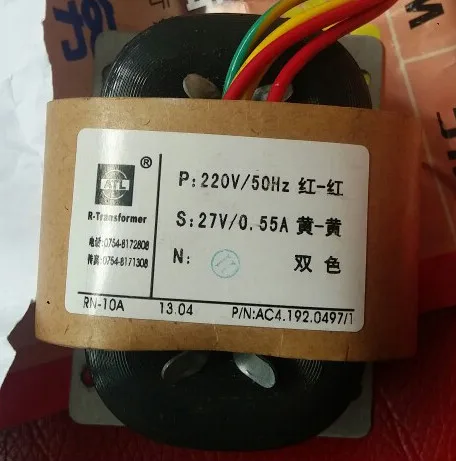 ATL
®
R-Transformer
电话:0754-8172808
传真:0754-8171308
P: 220V/50Hz 红-红
S: 27V/0.55A 黄-黄
N: 双色
RN-10A 13.04 P/N:AC4.192.0497/1